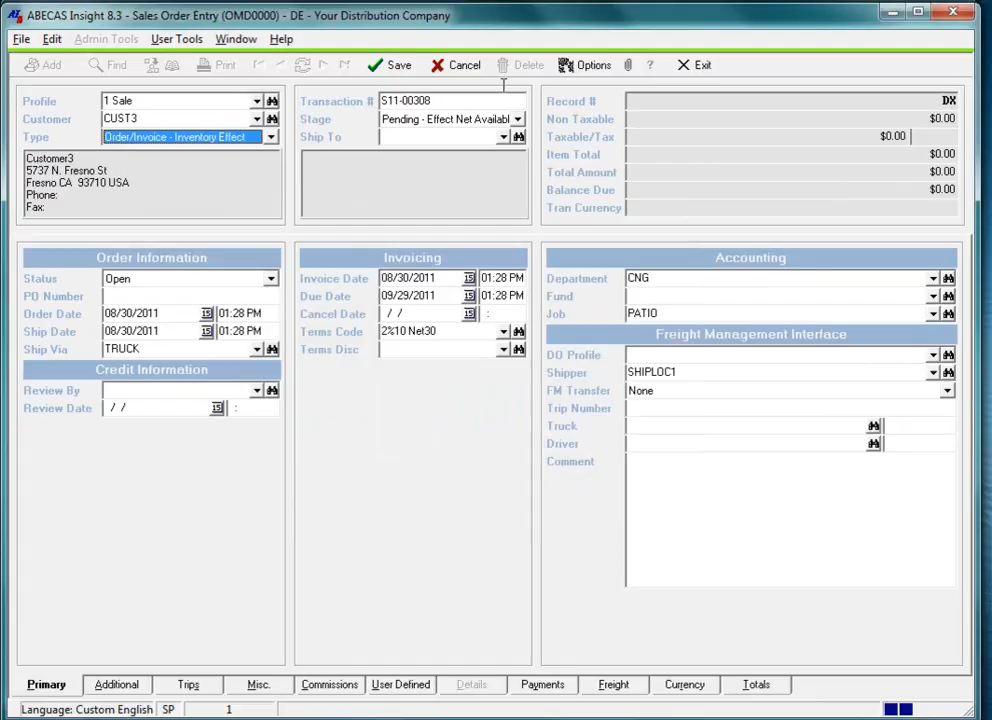 ABECAS Insight 8.3 - Sales Order Entry (OMD0000) - DE - Your Distribution Company
File Edit Admin Tools User Tools Window Help
Add Find Print Save Cancel Delete Options ? Exit
Profile 1 Sale Transaction # S11-00308 Record # DX
Customer CUST3 Stage Pending - Effect Net Availabl Non Taxable $0.00
Type Order/Invoice - Inventory Effect Ship To Taxable/Tax $0.00
Customer3 Item Total $0.00
5737 N. Fresno St Total Amount $0.00
Fresno CA 93710 USA Balance Due $0.00
Phone:
Fax: Tran Currency
Order Information Invoicing Accounting
Status Open Invoice Date 08/30/2011 15 01:28 PM Department CNG
PO Number Due Date 09/29/2011 15 01:28 PM Fund
Order Date 08/30/2011 15 01:28 PM Cancel Date / / 15 : Job PATIO
Ship Date 08/30/2011 15 01:28 PM Terms Code 2%10 Net30 Freight Management Interface
Ship Via TRUCK Terms Disc DO Profile
Credit Information Shipper SHIPLOC1
Review By FM Transfer None
Review Date / / 15 : Trip Number
Truck
Driver
Comment
Primary Additional Trips Misc. Commissions User Defined Details Payments Freight Currency Totals
Language: Custom English SP 1